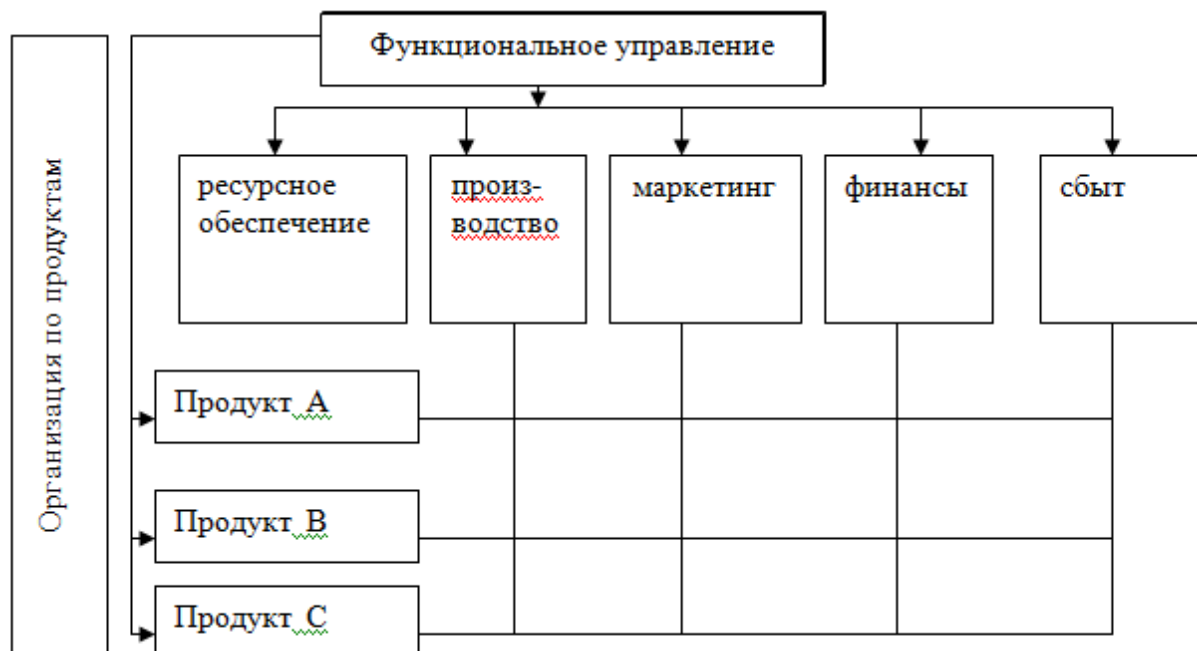 Функциональное управление
Организация по продуктам
ресурсное
обеспечение
произ-
водство
маркетинг
финансы
сбыт
Продукт А
Продукт В
Продукт С